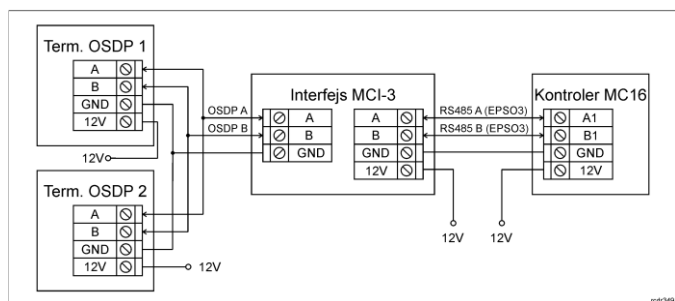 Term. OSDP 1
A
B
GND
12V
12V
Term. OSDP 2
A
B
GND
12V
12V
OSDP A
OSDP B
Interfejs MCI-3
A
B
GND
A
B
GND
12V
12V
RS485 A (EPSO3)
RS485 B (EPSO3)
Kontroler MC16
A1
B1
GND
12V
12V